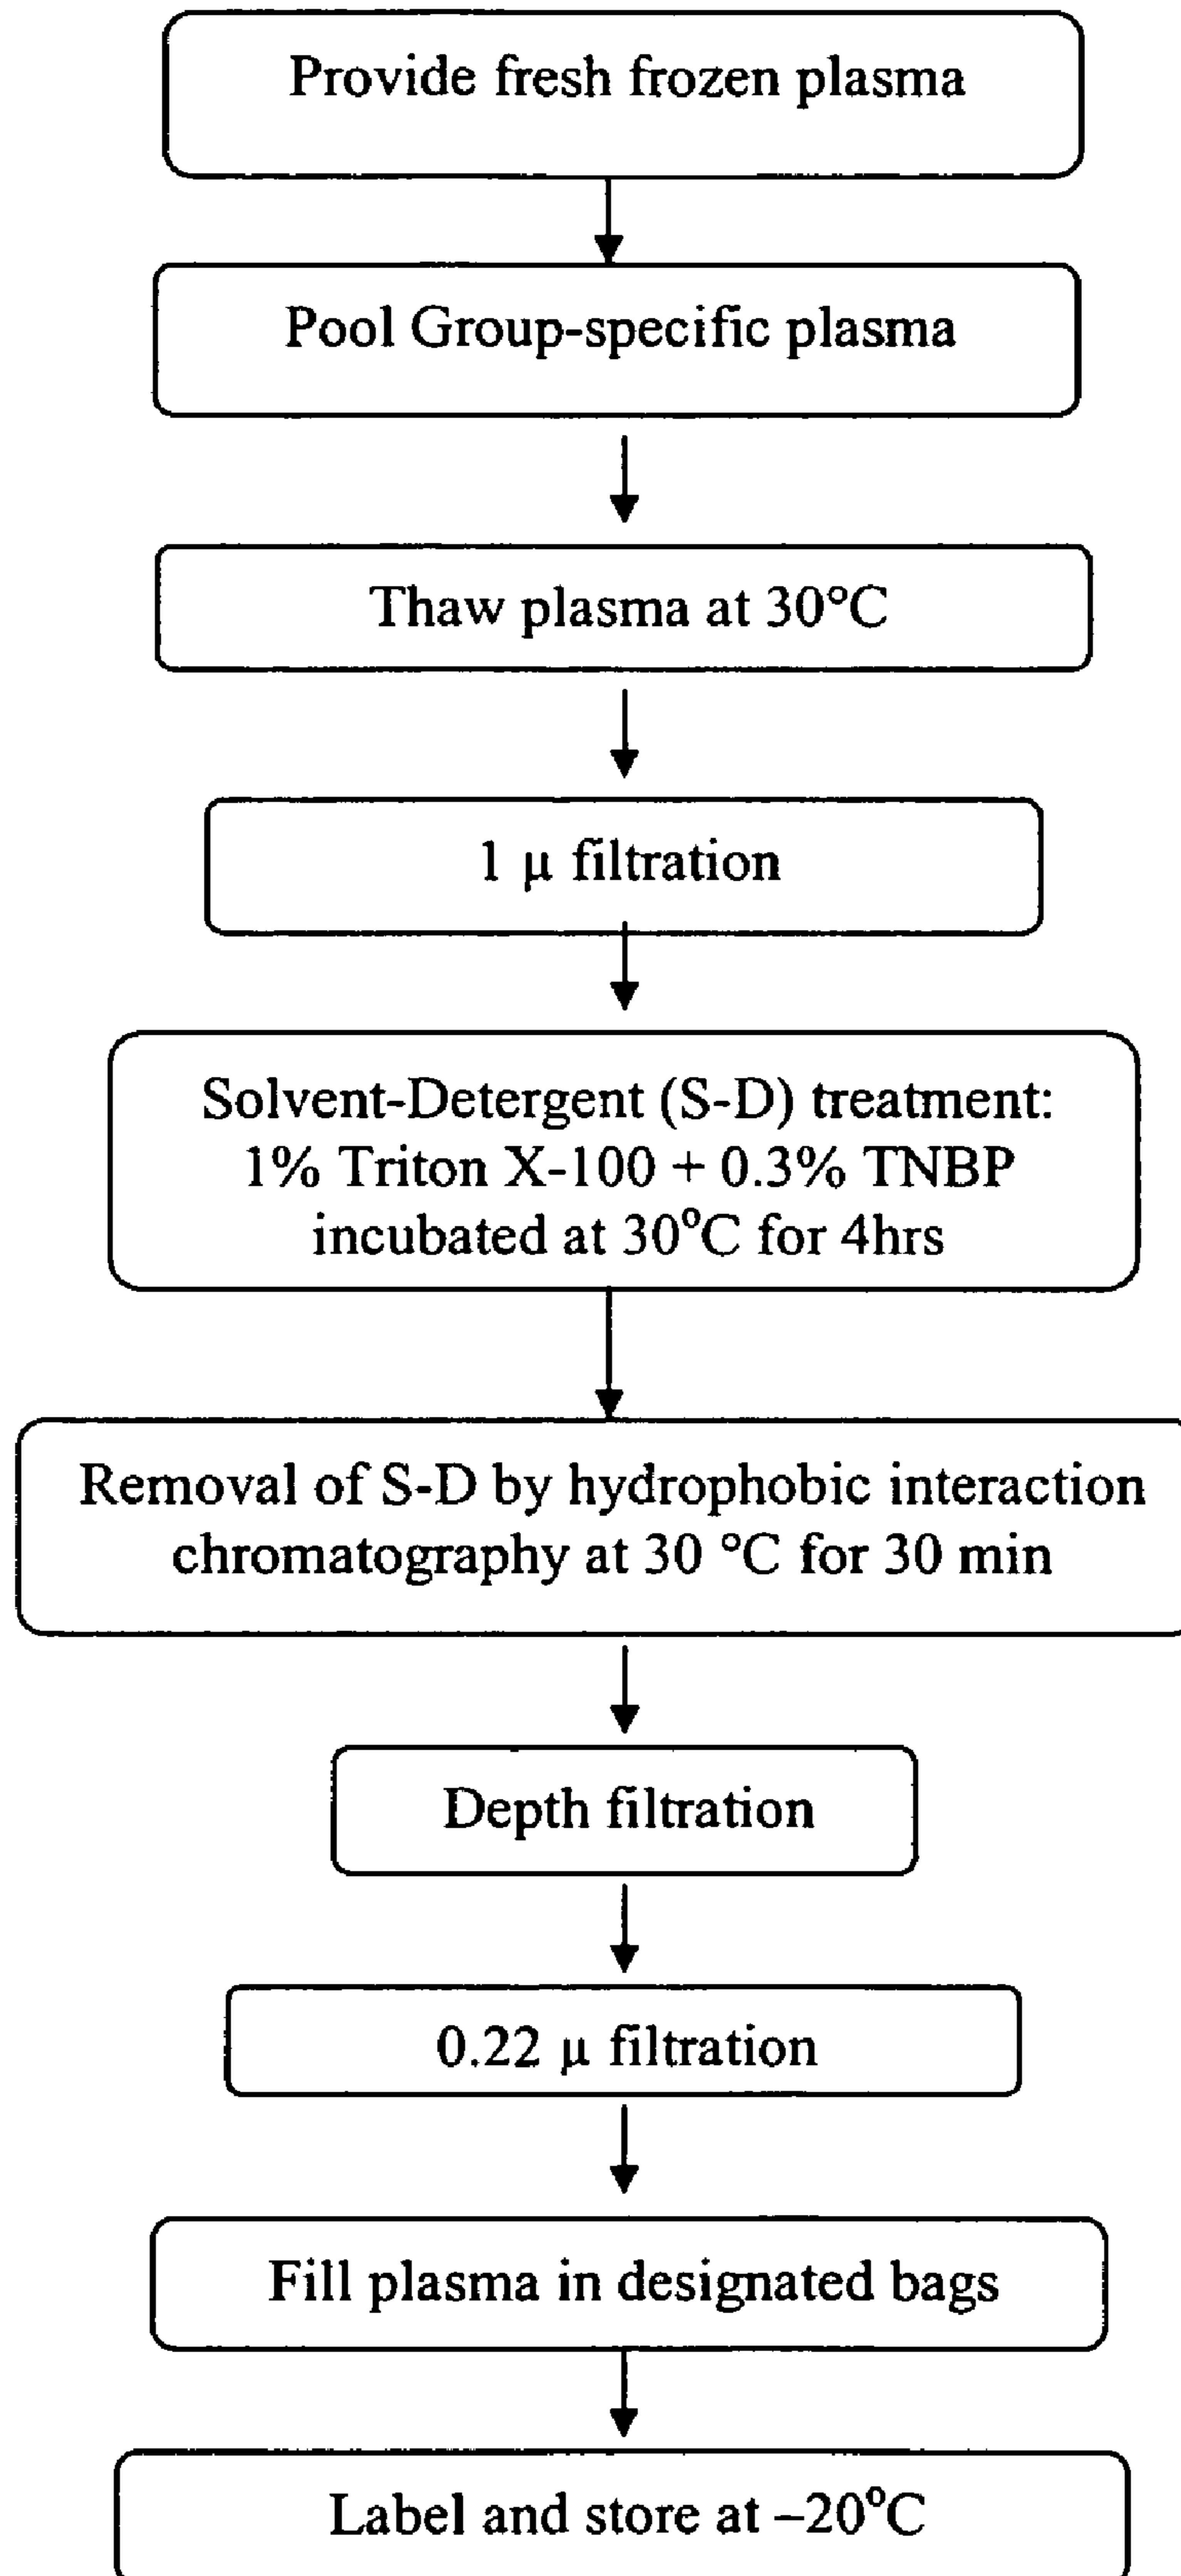 Provide fresh frozen plasma
Pool Group-specific plasma
Thaw plasma at 30°C
1 µ filtration
Solvent-Detergent (S-D) treatment:
1% Triton X-100 + 0.3% TNBP
incubated at 30°C for 4hrs
Removal of S-D by hydrophobic interaction
chromatography at 30 °C for 30 min
Depth filtration
0.22 µ filtration
Fill plasma in designated bags
Label and store at –20°C